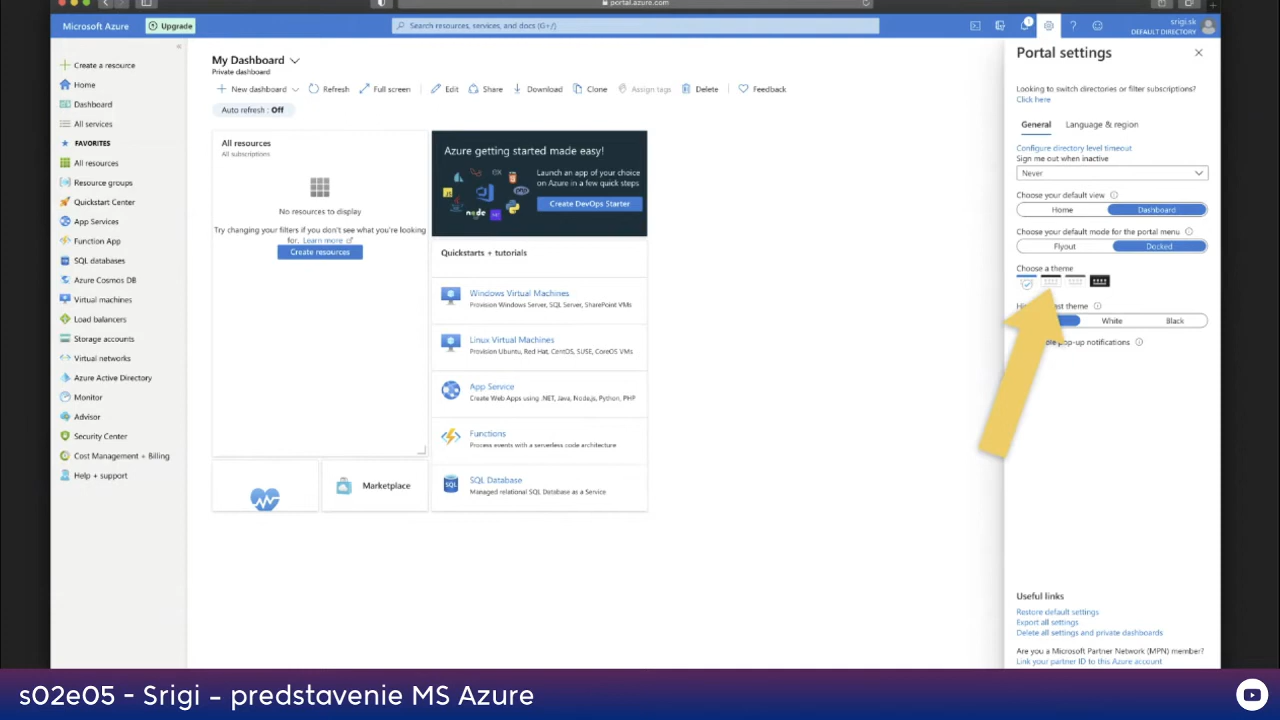 portal.azure.com
Microsoft Azure
Upgrade
Search resources, services, and docs (G+/)
1
srigi.sk
DEFAULT DIRECTORY
«
Create a resource
Home
Dashboard
All services
FAVORITES
All resources
Resource groups
Quickstart Center
App Services
Function App
SQL databases
Azure Cosmos DB
Virtual machines
Load balancers
Storage accounts
Virtual networks
Azure Active Directory
Monitor
Advisor
Security Center
Cost Management + Billing
Help + support
My Dashboard
Private dashboard
New dashboard
Refresh
Full screen
Edit
Share
Download
Clone
Assign tags
Delete
Feedback
Auto refresh : Off
All resources
All subscriptions
No resources to display
Try changing your filters if you don't see what you're looking
for. Learn more
Create resources
Marketplace
Azure getting started made easy!
Launch an app of your choice
on Azure in a few quick steps
Create DevOps Starter
node
Quickstarts + tutorials
Windows Virtual Machines
Provision Windows Server, SQL Server, SharePoint VMs
Linux Virtual Machines
Provision Ubuntu, Red Hat, CentOS, SUSE, CoreOS VMs
App Service
Create Web Apps using .NET, Java, Node.js, Python, PHP
Functions
Process events with a serverless code architecture
SQL
SQL Database
Managed relational SQL Database as a Service
Portal settings
Looking to switch directories or filter subscriptions?
Click here
General
Language & region
Configure directory level timeout
Sign me out when inactive
Never
Choose your default view
Home
Dashboard
Choose your default mode for the portal menu
Flyout
Docked
Choose a theme
theme
White
Black
pop-up notifications
Useful links
Restore default settings
Export all settings
Delete all settings and private dashboards
Are you a Microsoft Partner Network (MPN) member?
Link your partner ID to this Azure account
s02e05 - Srigi - predstavenie MS Azure